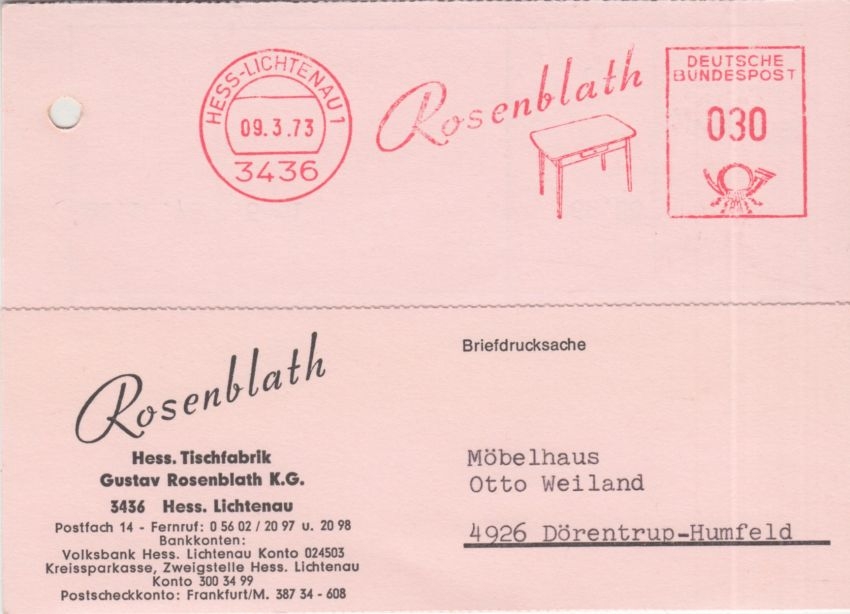 HESS-LICHTENAU 1
09.3.73
3436
Rosenblath
DEUTSCHE
BUNDESPOST
030
Rosenblath
Hess. Tischfabrik
Gustav Rosenblath K.G.
3436 Hess. Lichtenau
Postfach 14 - Fernruf: 0 56 02 / 20 97 u. 20 98
Bankkonten:
Volksbank Hess. Lichtenau Konto 024503
Kreissparkasse, Zweigstelle Hess. Lichtenau
Konto 300 34 99
Postscheckkonto: Frankfurt/M. 387 34 - 608
Briefdrucksache
Möbelhaus
Otto Weiland
4926 Dörentrup-Humfeld